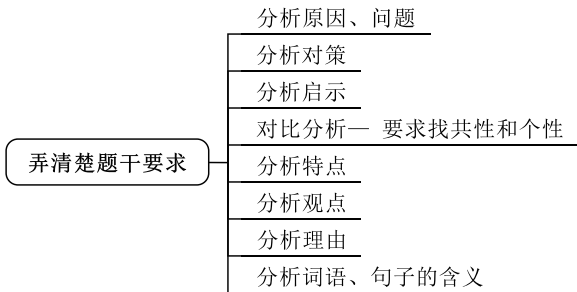 分析原因、问题
分析对策
分析启示
对比分析— 要求找共性和个性
弄清楚题干要求
分析特点
分析观点
分析理由
分析词语、句子的含义